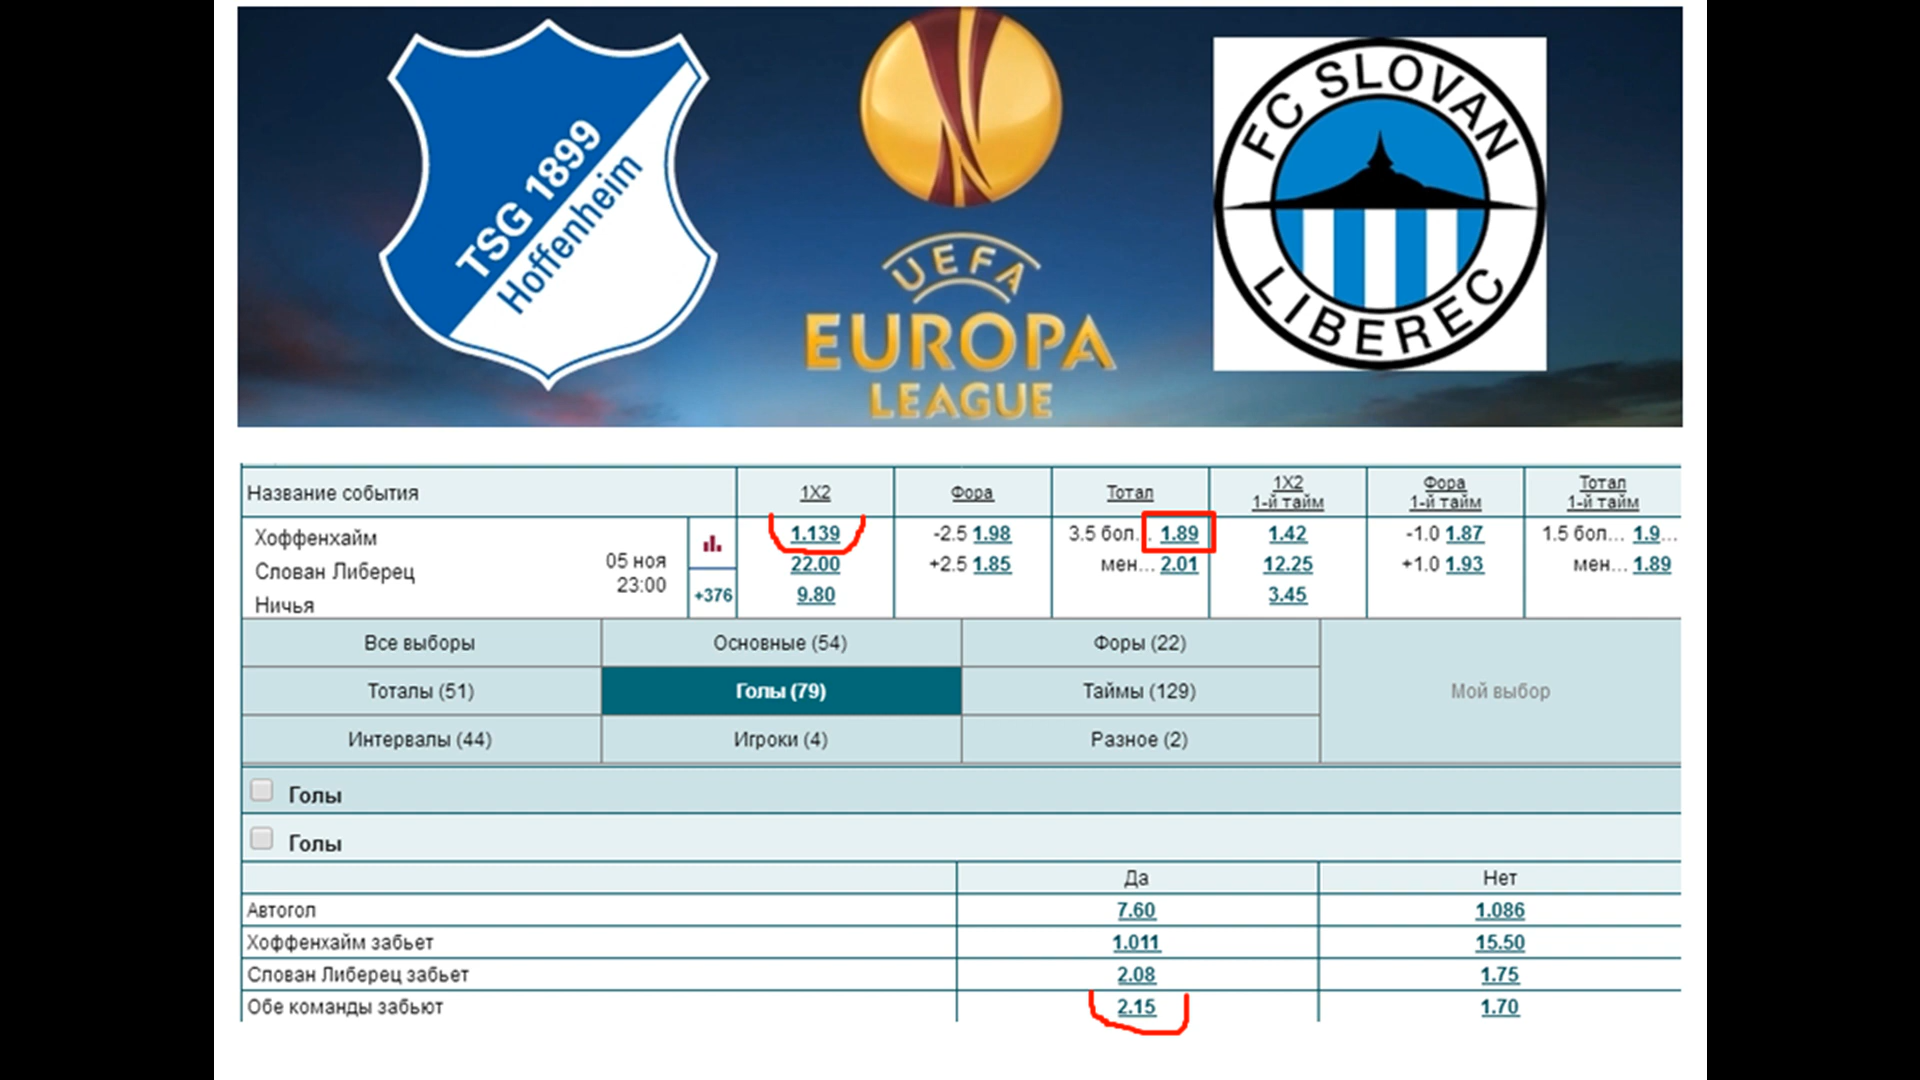 TSG 1899
Hoffenheim
UEFA
EUROPA
LEAGUE
FC SLOVAN
LIBEREC
Название события
1X2
Фора
Тотал
1X2
1-й тайм
Фора
1-й тайм
Тотал
1-й тайм
Хоффенхайм
Слован Либерец
Ничья
05 ноя
23:00
+376
1.139
22.00
9.80
-2.5 1.98
+2.5 1.85
3.5 бол... 1.89
мен... 2.01
1.42
12.25
3.45
-1.0 1.87
+1.0 1.93
1.5 бол... 1.9...
мен... 1.89
Все выборы
Основные (54)
Форы (22)
Тоталы (51)
Голы (79)
Таймы (129)
Мой выбор
Интервалы (44)
Игроки (4)
Разное (2)
Голы
Голы
Да
Нет
Автогол
7.60
1.086
Хоффенхайм забьет
1.011
15.50
Слован Либерец забьет
2.08
1.75
Обе команды забьют
2.15
1.70